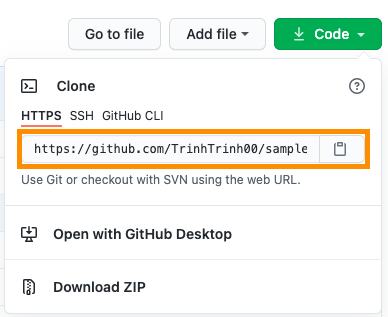 Go to file Add file Code
Clone
HTTPS SSH GitHub CLI
https://github.com/TrinhTrinh00/sample
Use Git or checkout with SVN using the web URL.
Open with GitHub Desktop
Download ZIP